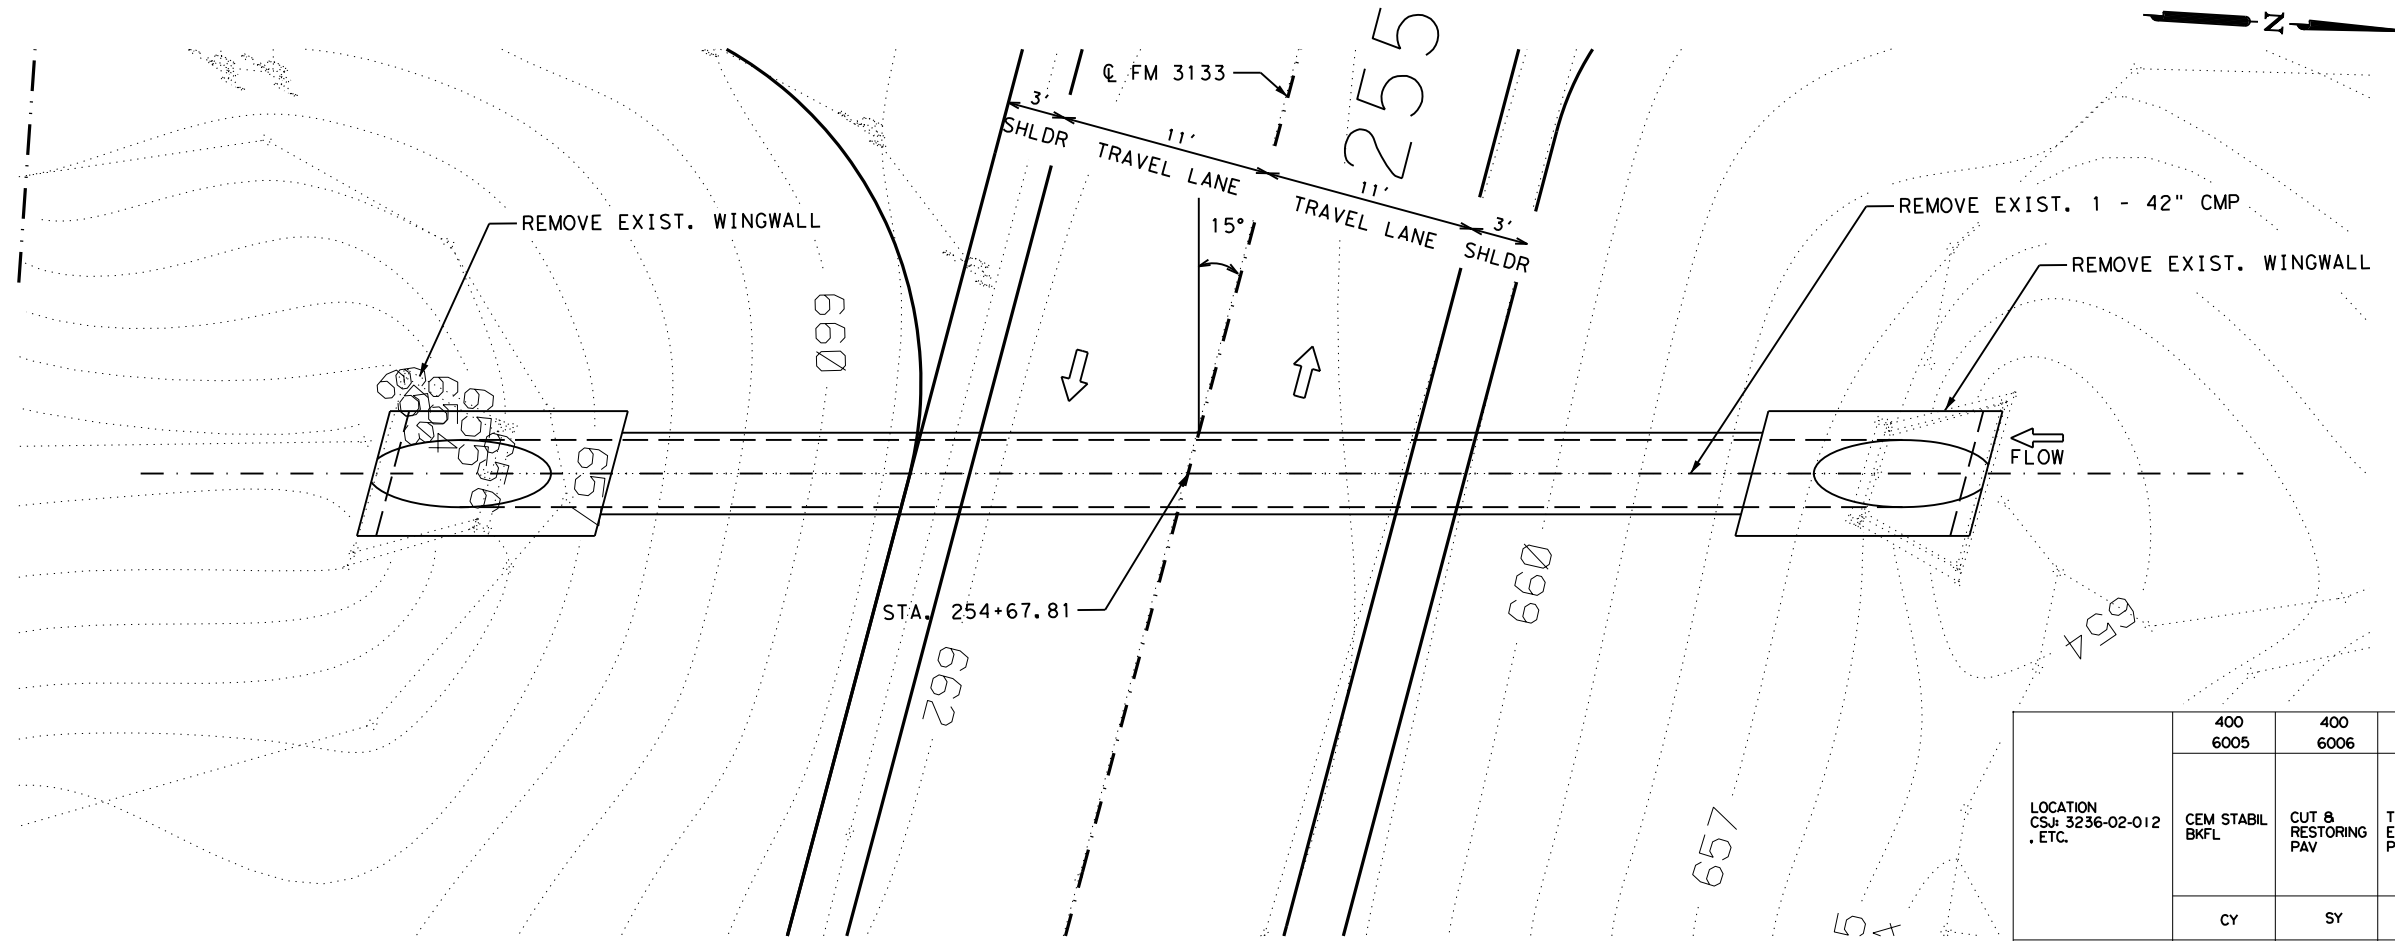 N
255
℄ FM 3133
3'
SHLDR
11'
TRAVEL LANE
11'
TRAVEL LANE
3'
SHLDR
15°
REMOVE EXIST. WINGWALL
REMOVE EXIST. 1 - 42" CMP
REMOVE EXIST. WINGWALL
660
FLOW
STA. 254+67.81
660
654
662
657
LOCATION
CSJ: 3236-02-012
, ETC.
400
6005
CEM STABIL
BKFL
CY
400
6006
CUT &
RESTORING
PAV
SY